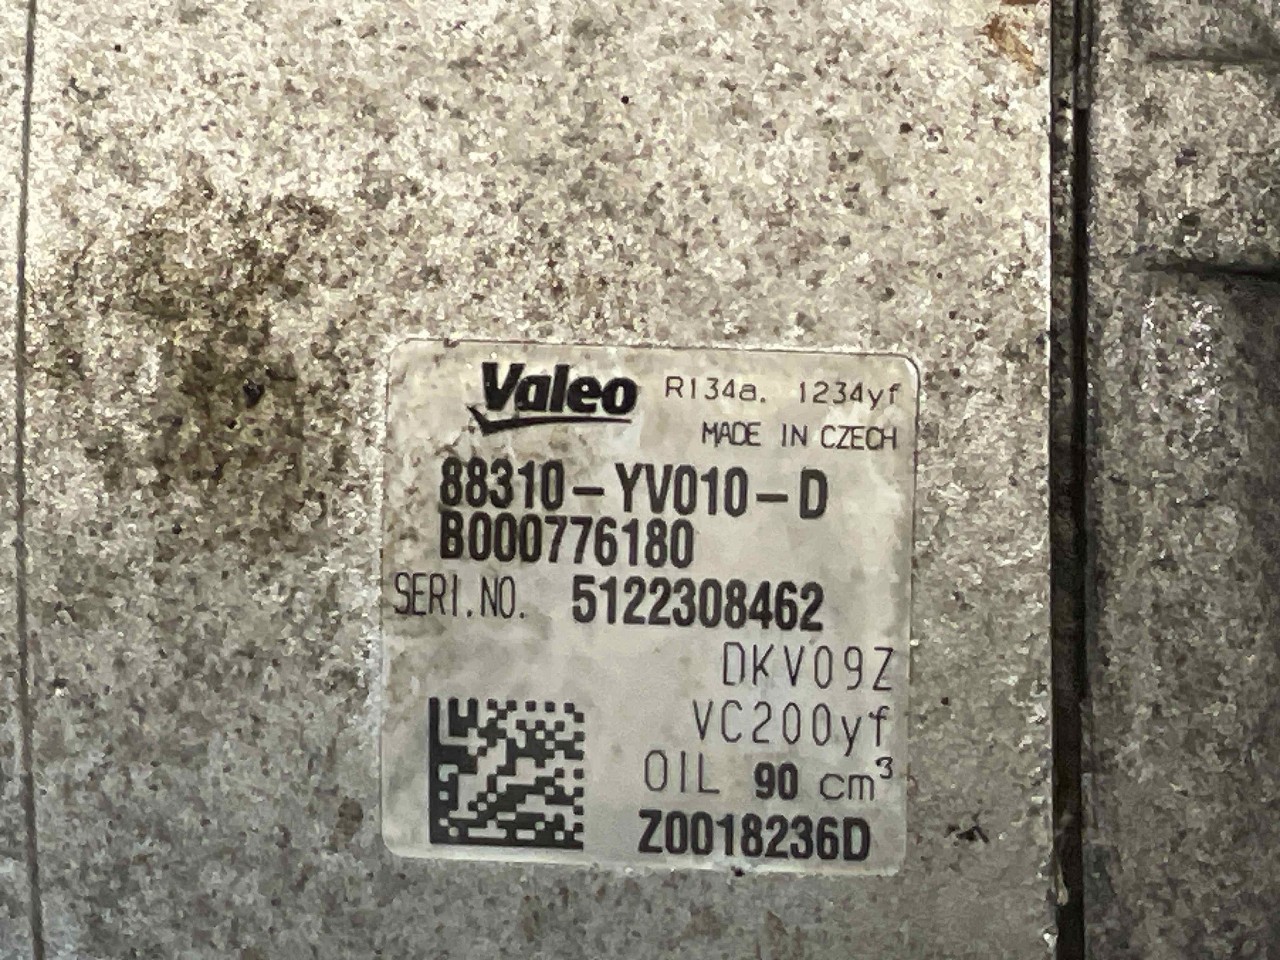 Valeo R134a. 1234yf
MADE IN CZECH
88310-YV010-D
B000776180
SERI.NO. 5122308462
DKV09Z
VC200yf
OIL 90 cm³
Z0018236D